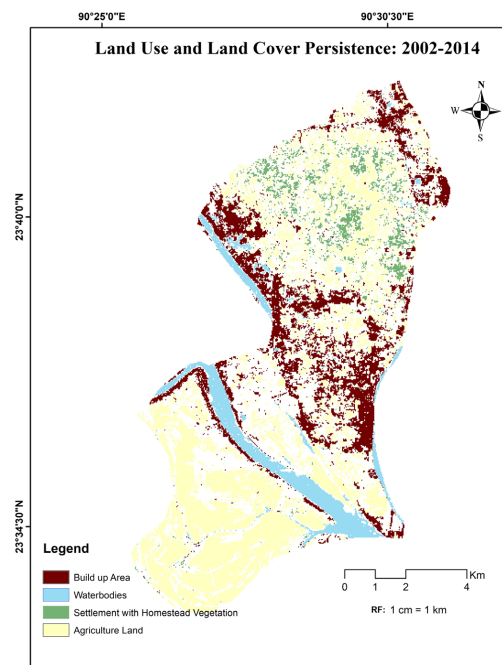 90°25'0"E 90°30'30"E
Land Use and Land Cover Persistence: 2002-2014
N
W E
S
23°40'0"N
23°34'30"N
Legend
Build up Area
Waterbodies
Settlement with Homestead Vegetation
Agriculture Land
Km
0 1 2 4
RF: 1 cm = 1 km